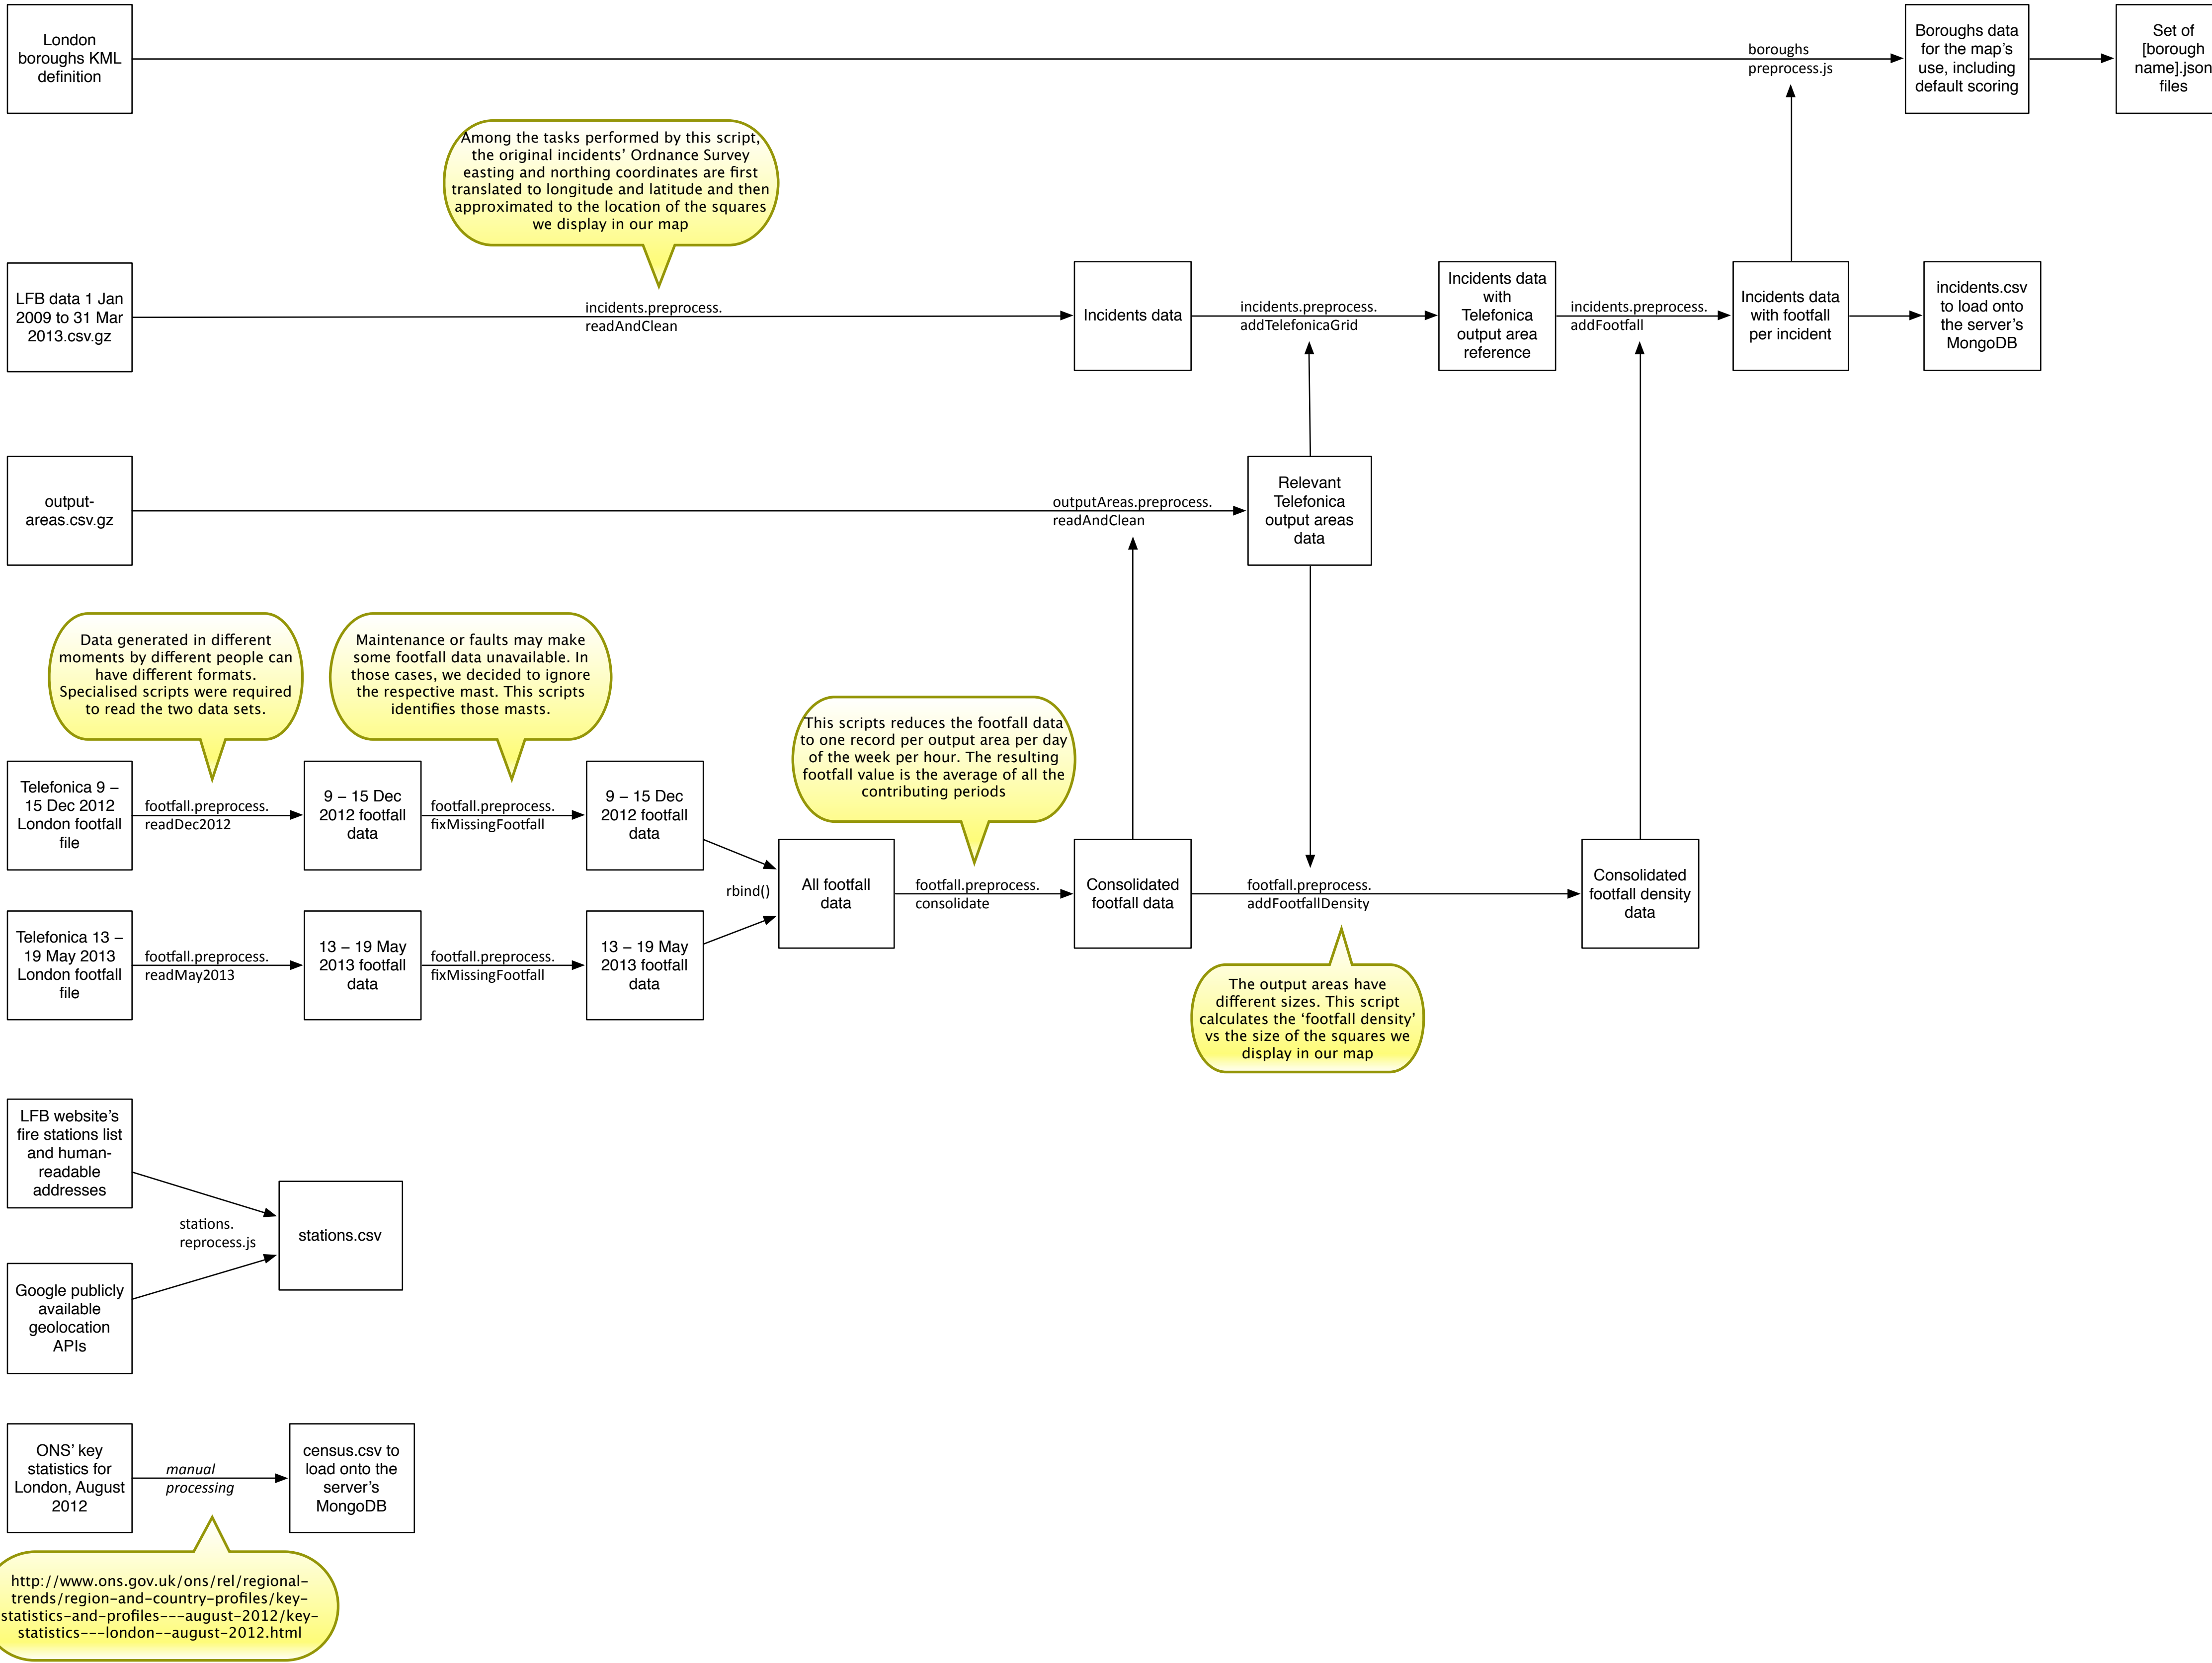 London
boroughs KML
definition
boroughs
preprocess.js
Boroughs data
for the map's
use, including
default scoring
Set of
[borough
name].json
files
Among the tasks performed by this script,
the original incidents' Ordnance Survey
easting and northing coordinates are first
translated to longitude and latitude and then
approximated to the location of the squares
we display in our map
LFB data 1 Jan
2009 to 31 Mar
2013.csv.gz
incidents.preprocess.
readAndClean
Incidents data
incidents.preprocess.
addTelefonicaGrid
Incidents data
with
Telefonica
output area
reference
incidents.preprocess.
addFootfall
Incidents data
with footfall
per incident
incidents.csv
to load onto
the server's
MongoDB
output-
areas.csv.gz
outputAreas.preprocess.
readAndClean
Relevant
Telefonica
output areas
data
Data generated in different
moments by different people can
have different formats.
Specialised scripts were required
to read the two data sets.
Maintenance or faults may make
some footfall data unavailable. In
those cases, we decided to ignore
the respective mast. This scripts
identifies those masts.
This scripts reduces the footfall data
to one record per output area per day
of the week per hour. The resulting
footfall value is the average of all the
contributing periods
Telefonica 9 –
15 Dec 2012
London footfall
file
footfall.preprocess.
readDec2012
9 – 15 Dec
2012 footfall
data
footfall.preprocess.
fixMissingFootfall
9 – 15 Dec
2012 footfall
data
Telefonica 13 –
19 May 2013
London footfall
file
footfall.preprocess.
readMay2013
13 – 19 May
2013 footfall
data
footfall.preprocess.
fixMissingFootfall
13 – 19 May
2013 footfall
data
rbind()
All footfall
data
footfall.preprocess.
consolidate
Consolidated
footfall data
footfall.preprocess.
addFootfallDensity
Consolidated
footfall density
data
The output areas have
different sizes. This script
calculates the 'footfall density'
vs the size of the squares we
display in our map
LFB website's
fire stations list
and human-
readable
addresses
stations.
reprocess.js
stations.csv
Google publicly
available
geolocation
APIs
ONS' key
statistics for
London, August
2012
manual
processing
census.csv to
load onto the
server's
MongoDB
http://www.ons.gov.uk/ons/rel/regional-
trends/region-and-country-profiles/key-
statistics-and-profiles---august-2012/key-
statistics---london--august-2012.html